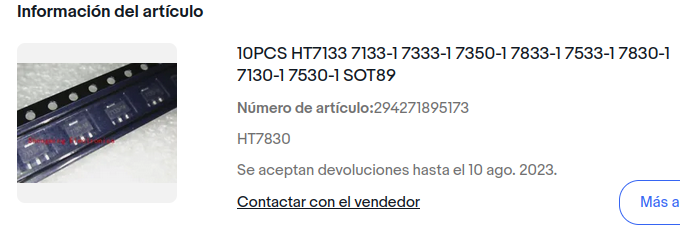 Información del artículo
10PCS HT7133 7133-1 7333-1 7350-1 7833-1 7533-1 7830-1
7130-1 7530-1 SOT89
Número de artículo:294271895173
HT7830
Se aceptan devoluciones hasta el 10 ago. 2023.
Contactar con el vendedor
Más a